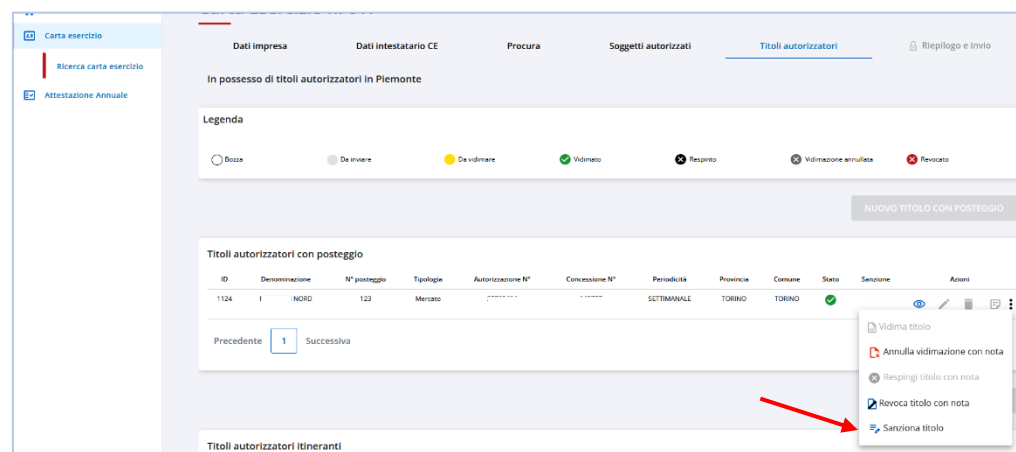 Carta esercizio
Ricerca carta esercizio
Attestazione Annuale
Dati impresa Dati intestatario CE Procura Soggetti autorizzati Titoli autorizzatori Riepilogo e Invio
In possesso di titoli autorizzatori in Piemonte
Legenda
Bozza Da inviare Da vidimare Vidimato Respinto Vidimazione annullata Revocato
NUOVO TITOLO CON POSTEGGIO
Titoli autorizzatori con posteggio
ID Denominazione N° posteggio Tipologia Autorizzazione N° Concessione N° Periodicità Provincia Comune Stato Sanzione Azioni
1124 NORD 123 Mercato SETTIMANALE TORINO TORINO
Precedente 1 Successiva
Vidima titolo
Annulla vidimazione con nota
Respingi titolo con nota
Revoca titolo con nota
Sanziona titolo
Titoli autorizzatori itineranti